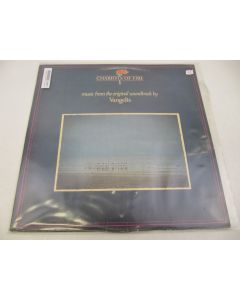 CHARIOTS OF FIRE
music from the original soundtrack by
Vangelis